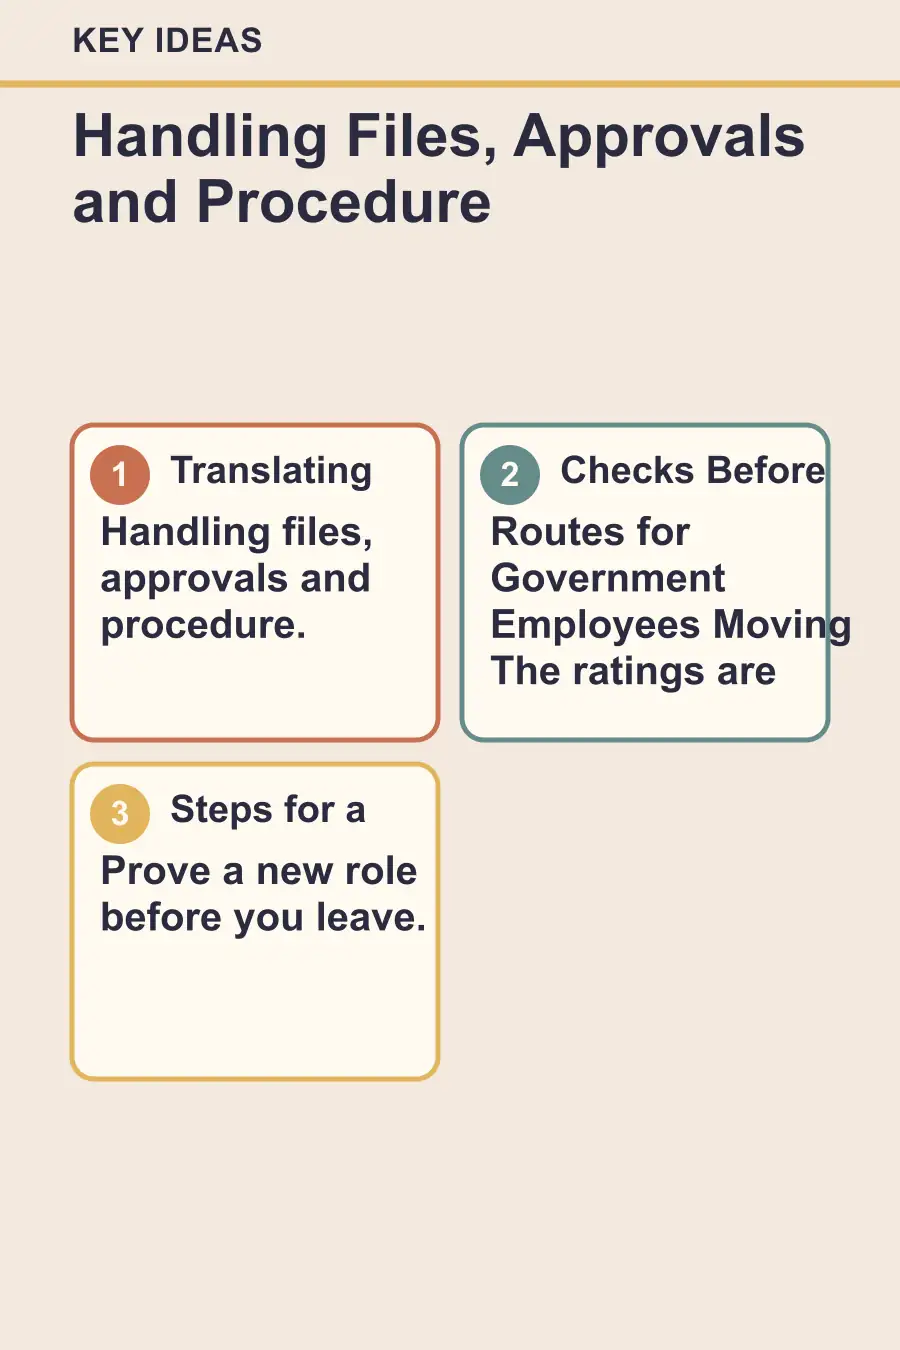 KEY IDEAS
Handling Files, Approvals
and Procedure
1 Translating
Handling files,
approvals and
procedure.
2 Checks Before
Routes for
Government
Employees Moving
The ratings are
3 Steps for a
Prove a new role
before you leave.